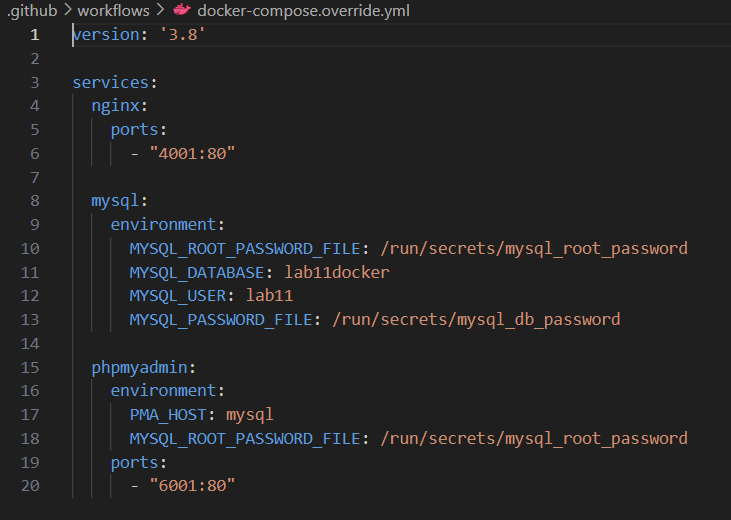 .github > workflows > docker-compose.override.yml
1 version: '3.8'
2
3 services:
4 nginx:
5 ports:
6 - "4001:80"
7
8 mysql:
9 environment:
10 MYSQL_ROOT_PASSWORD_FILE: /run/secrets/mysql_root_password
11 MYSQL_DATABASE: lab11docker
12 MYSQL_USER: lab11
13 MYSQL_PASSWORD_FILE: /run/secrets/mysql_db_password
14
15 phpmyadmin:
16 environment:
17 PMA_HOST: mysql
18 MYSQL_ROOT_PASSWORD_FILE: /run/secrets/mysql_root_password
19 ports:
20 - "6001:80"